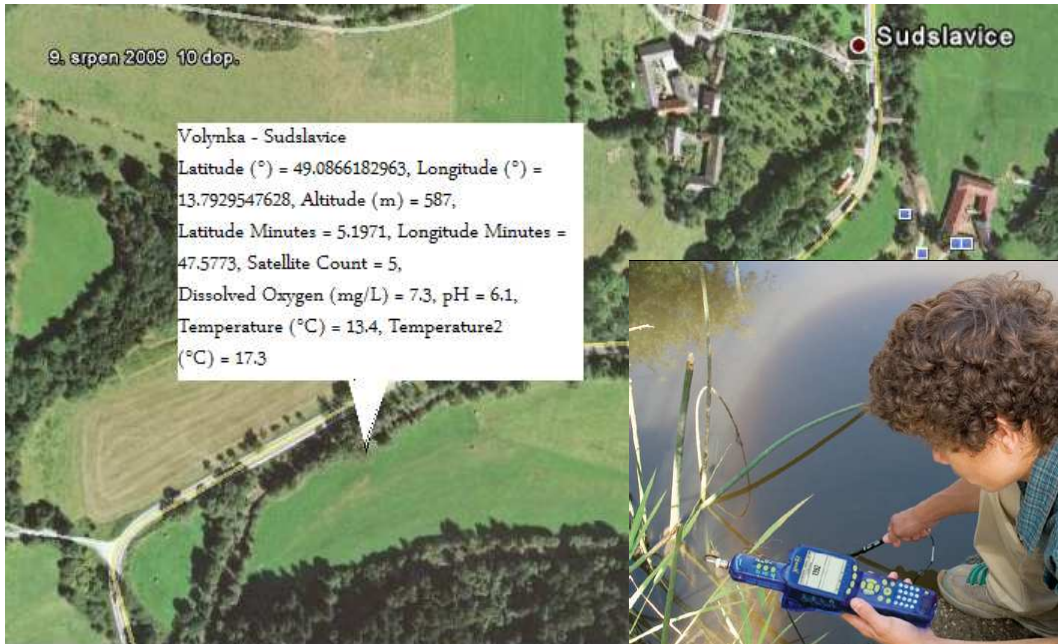 9. srpen 2009 10 dop.
Sudslavice
Volynka - Sudslavice
Latitude (°) = 49.0866182963, Longitude (°) =
13.7929547628, Altitude (m) = 587,
Latitude Minutes = 5.1971, Longitude Minutes =
47.5773, Satellite Count = 5,
Dissolved Oxygen (mg/L) = 7.3, pH = 6.1,
Temperature (°C) = 13.4, Temperature2
(°C) = 17.3